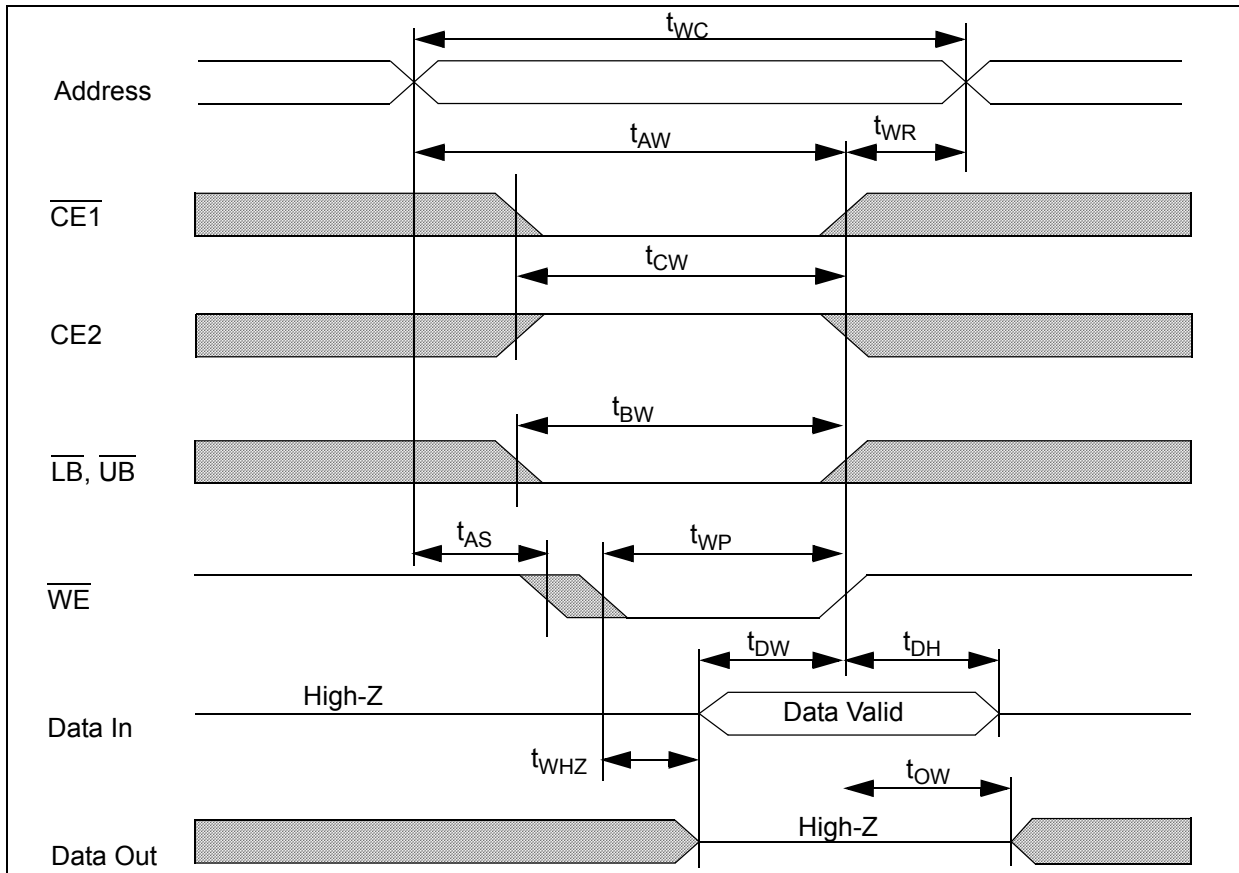 tWC
Address
tAW
tWR
CE1
tCW
CE2
tBW
LB, UB
tAS
tWP
WE
tDW
tDH
High-Z
Data Valid
Data In
tWHZ
tOW
High-Z
Data Out